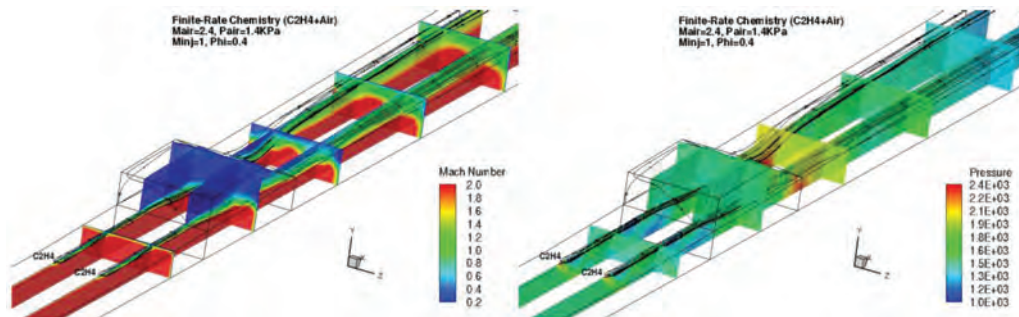 Finite-Rate Chemistry (C2H4+Air)
Mair=2.4, Pair=1.4KPa
Minj=1, Phi=0.4
C2H4
C2H4
Y
Z
Mach Number
2.0
1.8
1.6
1.4
1.2
1.0
0.8
0.6
0.4
0.2
Finite-Rate Chemistry (C2H4+Air)
Mair=2.4, Pair=1.4KPa
Minj=1, Phi=0.4
C2H4
C2H4
Y
Z
Pressure
2.4E+03
2.2E+03
2.1E+03
1.9E+03
1.8E+03
1.6E+03
1.5E+03
1.3E+03
1.2E+03
1.0E+03